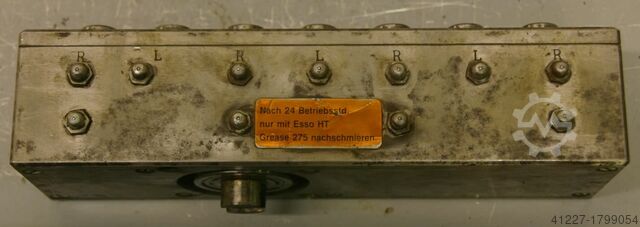 R L R L R L R
Nach 24 Betriebsstd.
nur mit Esso HT
Grease 275 nachschmieren
41227-1799054